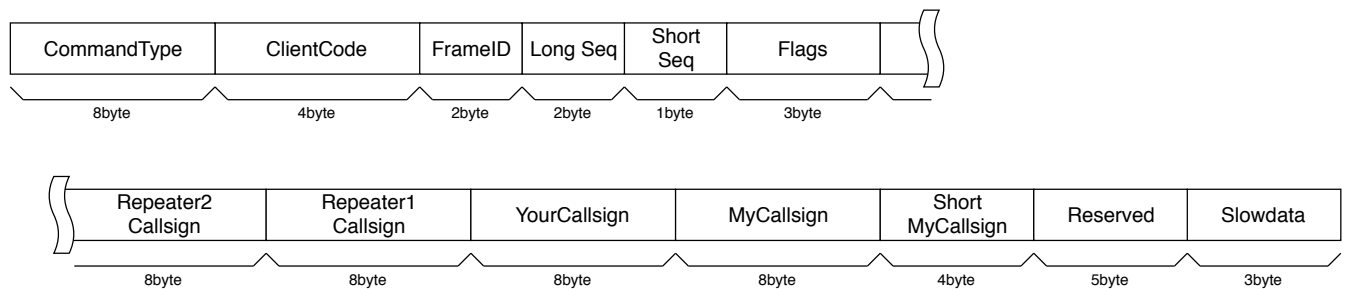 CommandType
ClientCode
FrameID
Long Seq
Short
Seq
Flags
8byte
4byte
2byte
2byte
1byte
3byte
Repeater2
Callsign
Repeater1
Callsign
YourCallsign
MyCallsign
Short
MyCallsign
Reserved
Slowdata
8byte
8byte
8byte
8byte
4byte
5byte
3byte